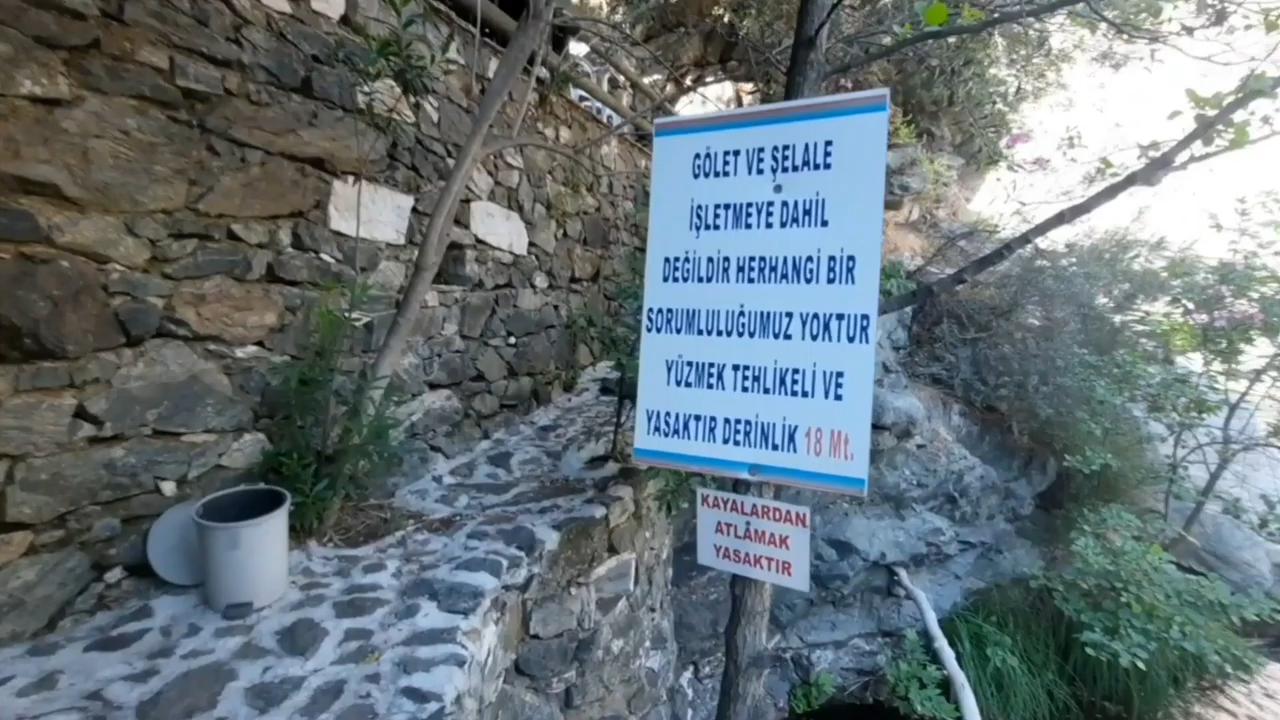 GÖLET VE ŞELALE
İŞLETMEYE DAHİL
DEĞİLDİR HERHANGİ BİR
SORUMLULUĞUMUZ YOKTUR
YÜZMEK TEHLİKELİ VE
YASAKTIR DERİNLİK 18 Mt.
KAYALARDAN
ATLÂMAK
YASAKTIR